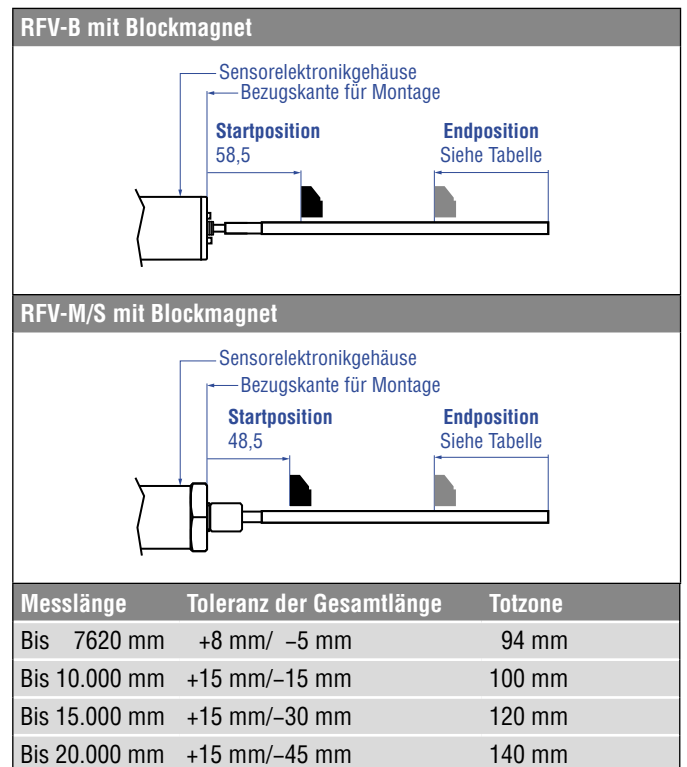 RFV-B mit Blockmagnet
Sensorelektronikgehäuse
Bezugskante für Montage
Startposition
58,5
Endposition
Siehe Tabelle
RFV-M/S mit Blockmagnet
Sensorelektronikgehäuse
Bezugskante für Montage
Startposition
48,5
Endposition
Siehe Tabelle
Messlänge Toleranz der Gesamtlänge Totzone
Bis 7620 mm +8 mm/ −5 mm 94 mm
Bis 10.000 mm +15 mm/−15 mm 100 mm
Bis 15.000 mm +15 mm/−30 mm 120 mm
Bis 20.000 mm +15 mm/−45 mm 140 mm